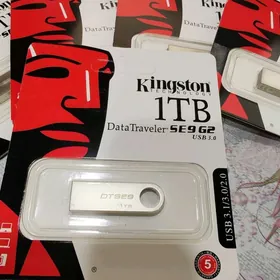 Kingston
TECHNOLOGY
1TB
DataTraveler SE9 G2
USB 3.0
DTSE9
1TB
USB 3.1/3.0/2.0
5